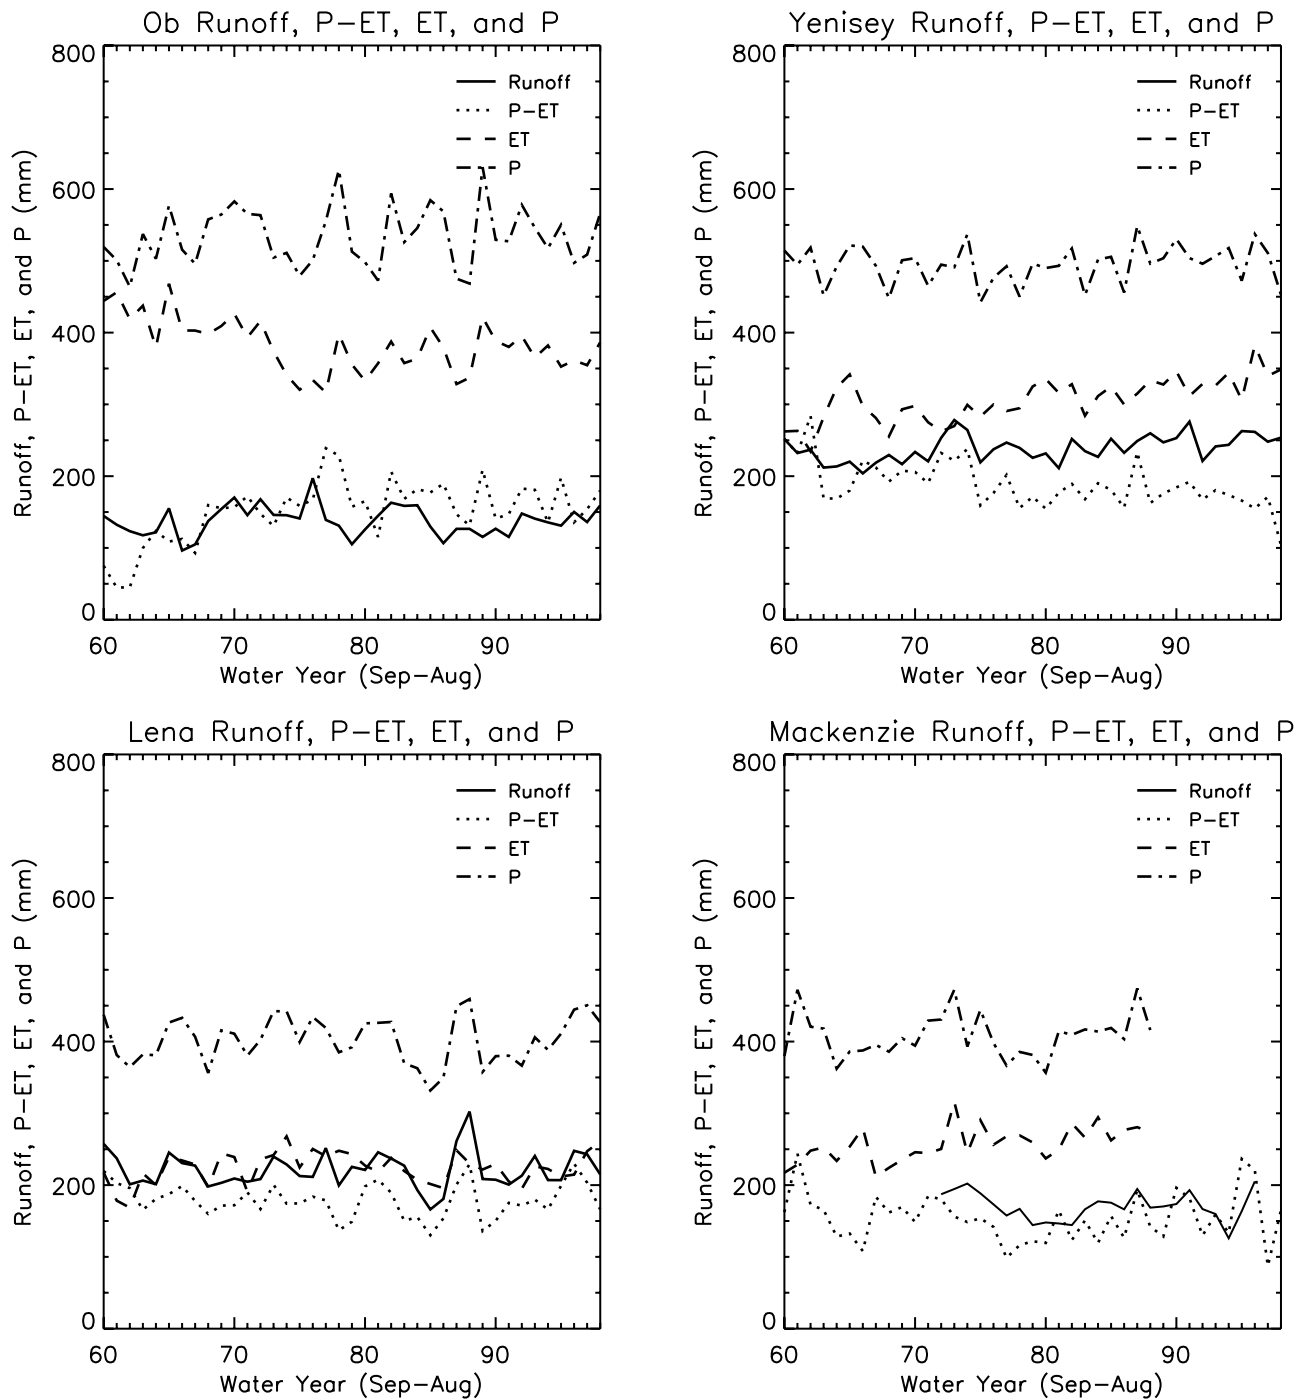 Ob Runoff, P-ET, ET, and P
800
600
400
200
0
Runoff, P-ET, ET, and P (mm)
Runoff
P-ET
ET
P
60 70 80 90
Water Year (Sep-Aug)
Yenisey Runoff, P-ET, ET, and P
800
600
400
200
0
Runoff, P-ET, ET, and P (mm)
Runoff
P-ET
ET
P
60 70 80 90
Water Year (Sep-Aug)
Lena Runoff, P-ET, ET, and P
800
600
400
200
0
Runoff, P-ET, ET, and P (mm)
Runoff
P-ET
ET
P
60 70 80 90
Water Year (Sep-Aug)
Mackenzie Runoff, P-ET, ET, and P
800
600
400
200
0
Runoff, P-ET, ET, and P (mm)
Runoff
P-ET
ET
P
60 70 80 90
Water Year (Sep-Aug)